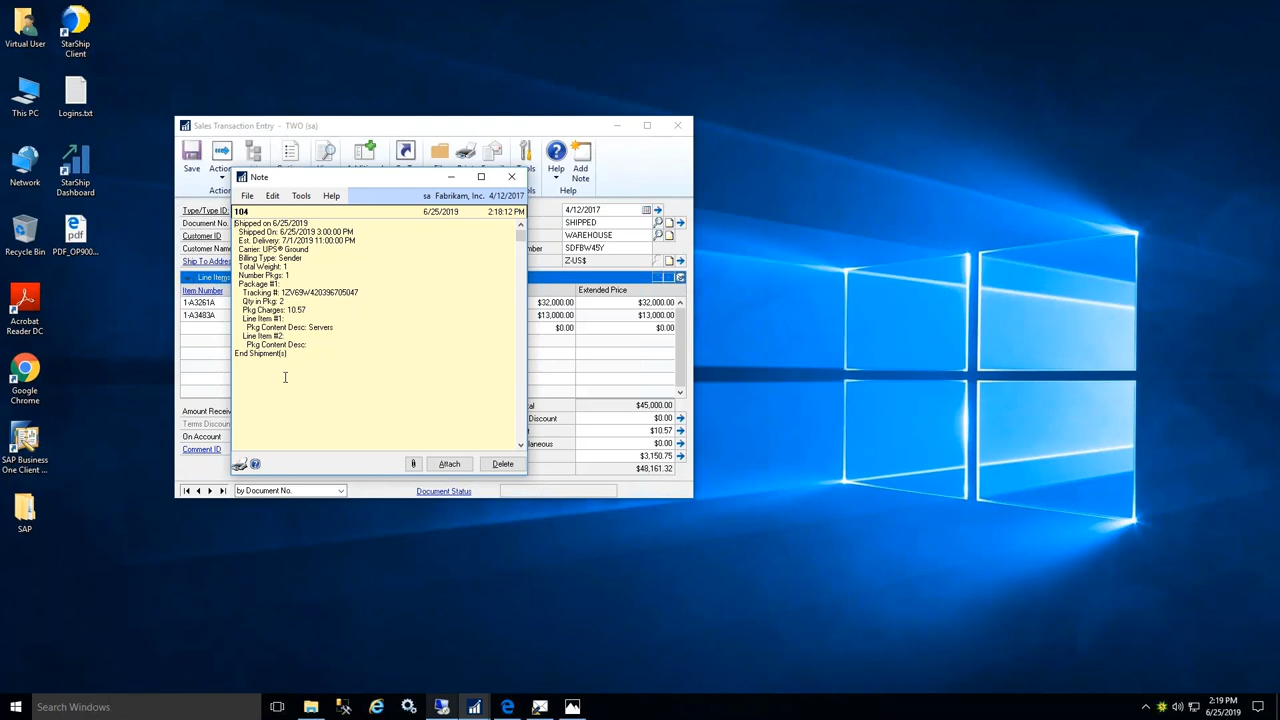 Virtual User
StarShip Client
This PC
Logins.txt
Network
StarShip Dashboard
Recycle Bin
PDF_OP900...
Acrobat Reader DC
Google Chrome
SAP Business One Client ...
SAP
Sales Transaction Entry - TWO (sa)
Save
Help
Add Note
Help
Type/Type ID:
Document No.
Customer ID
Customer Name
Ship To Address
4/12/2017
SHIPPED
WAREHOUSE
SDFBW45Y
Z-US$
Line Items
Item Number
Extended Price
1-A3261A
$32,000.00
$32,000.00
1-A3483A
$13,000.00
$13,000.00
$0.00
$0.00
Amount Receiv
Terms Discount
On Account
Comment ID
$45,000.00
Discount
$0.00
$10.57
$0.00
$3,150.75
$48,161.32
by Document No.
Document Status
Note
File Edit Tools Help
sa Fabrikam, Inc. 4/12/2017
104 6/25/2019 2:18:12 PM
Shipped on 6/25/2019
Shipped On: 6/25/2019 3:00:00 PM
Est. Delivery: 7/1/2019 11:00:00 PM
Carrier: UPS® Ground
Billing Type: Sender
Total Weight: 1
Number Pkgs: 1
Package #1:
Tracking #: 1ZV69W420396705047
Qty in Pkg: 2
Pkg Charges: 10.57
Line Item #1:
Pkg Content Desc: Servers
Line Item #2:
Pkg Content Desc:
End Shipment(s)
Attach
Delete
Search Windows
2:19 PM
6/25/2019